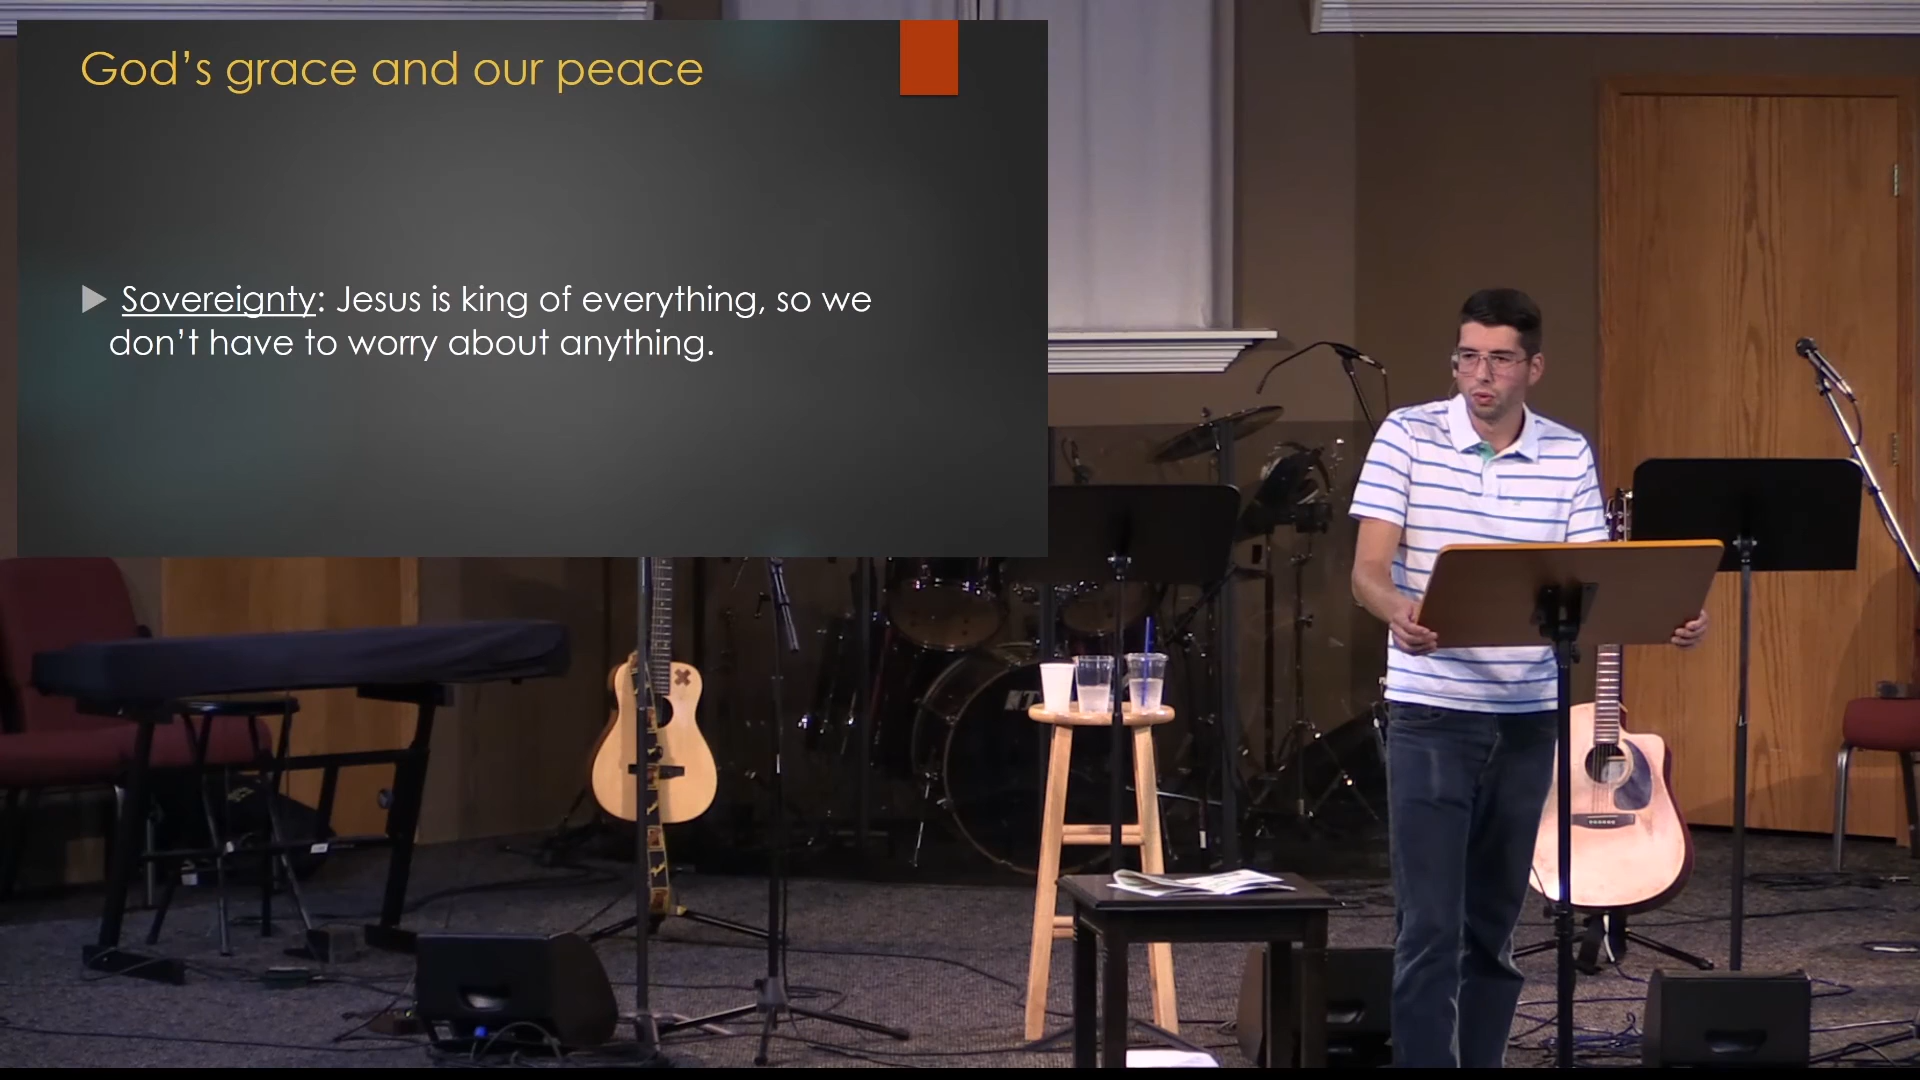 God's grace and our peace
Sovereignty: Jesus is king of everything, so we
don't have to worry about anything.